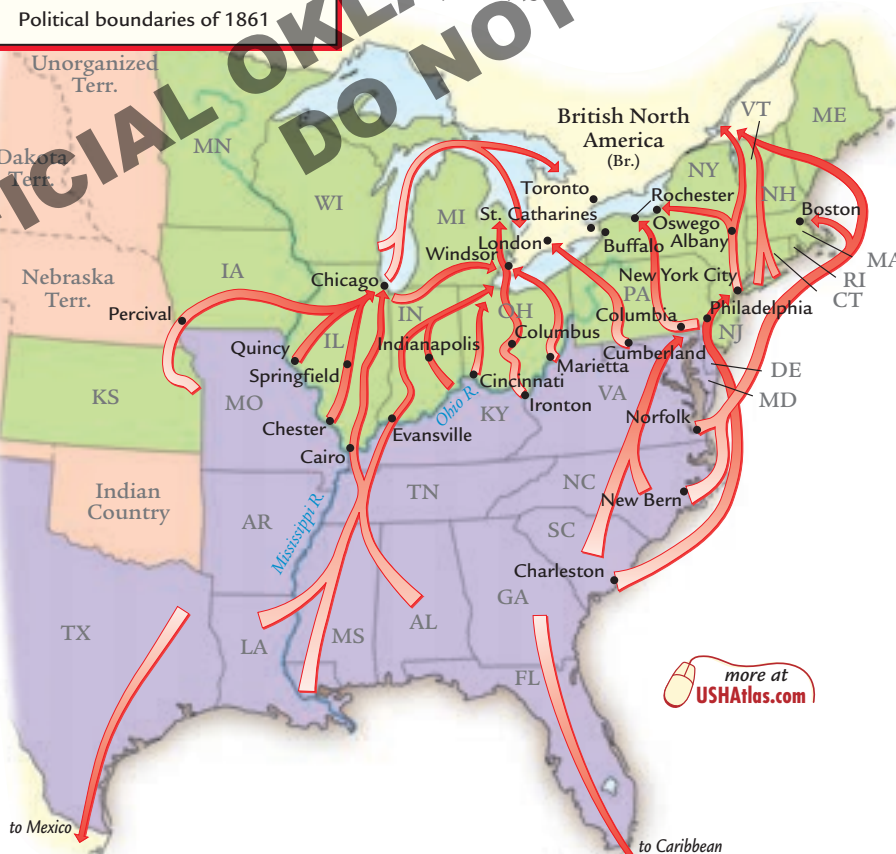 Political boundaries of 1861
CIAL OKLA
DO NOT
Unorganized
Terr.
Dakota
Terr.
Nebraska
Terr.
MN
WI
MI
IA
IL
IN
OH
PA
NY
VT
ME
NH
MA
RI
CT
NJ
DE
MD
KS
MO
KY
VA
NC
TN
SC
AR
GA
AL
MS
LA
TX
FL
British North
America
(Br.)
Toronto
St. Catharines
London
Windsor
Rochester
Oswego
Buffalo
Albany
Boston
New York City
Philadelphia
Columbia
Cumberland
Chicago
Percival
Quincy
Springfield
Indianapolis
Columbus
Marietta
Cincinnati
Ironton
Chester
Evansville
Cairo
Norfolk
New Bern
Charleston
Ohio R.
Mississippi R.
Indian
Country
more at
USHAtlas.com
to Mexico
to Caribbean